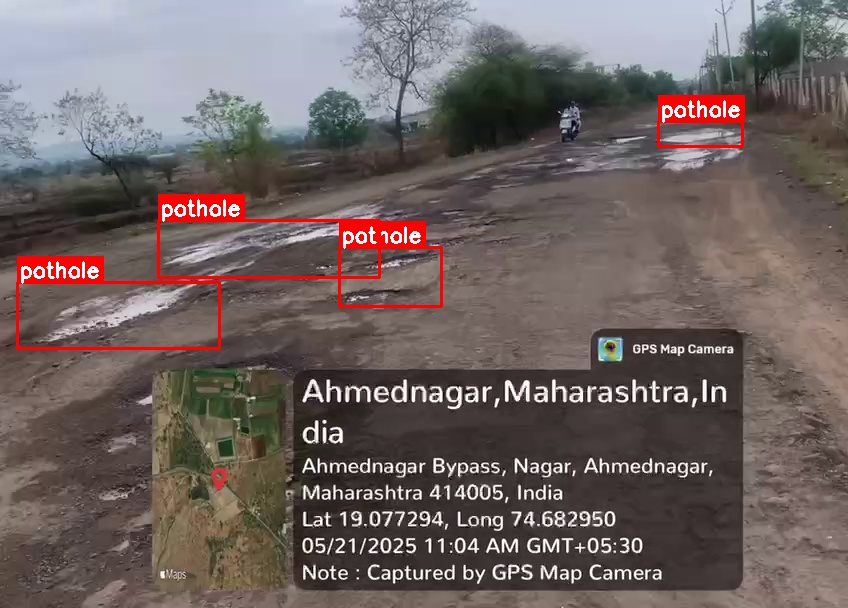 pothole
pothole
pothole
pothole
GPS Map Camera
Ahmednagar,Maharashtra,In
dia
Ahmednagar Bypass, Nagar, Ahmednagar,
Maharashtra 414005, India
Lat 19.077294, Long 74.682950
05/21/2025 11:04 AM GMT+05:30
Note : Captured by GPS Map Camera
Maps